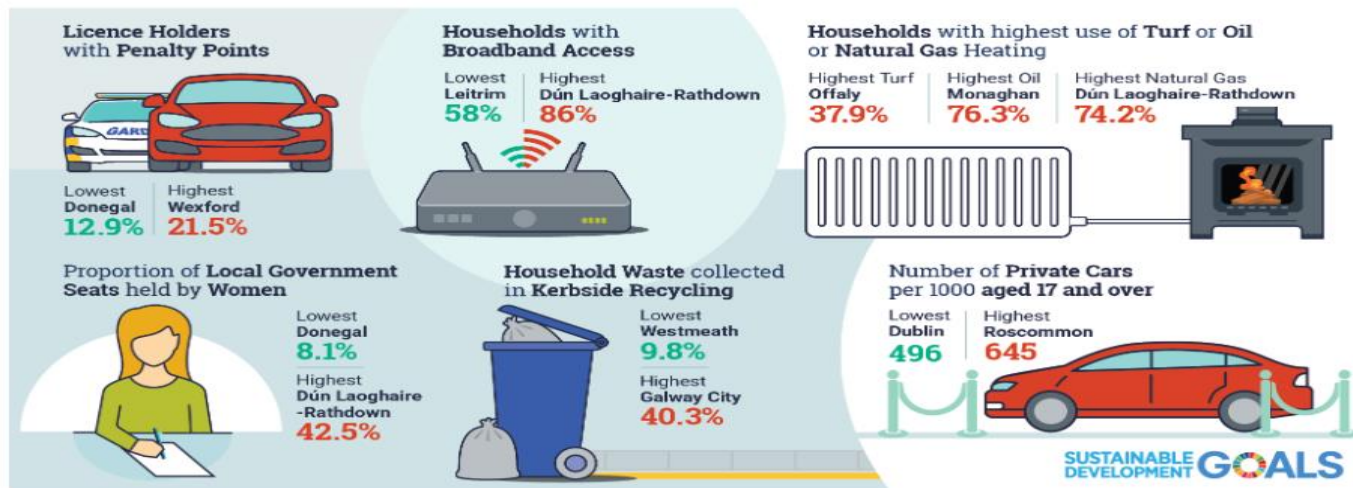 Licence Holders
with Penalty Points
Lowest
Donegal
12.9%
Highest
Wexford
21.5%
GARD
Households with
Broadband Access
Lowest
Leitrim
58%
Highest
Dún Laoghaire-Rathdown
86%
Households with highest use of Turf or Oil
or Natural Gas Heating
Highest Turf
Offaly
37.9%
Highest Oil
Monaghan
76.3%
Highest Natural Gas
Dún Laoghaire-Rathdown
74.2%
Proportion of Local Government
Seats held by Women
Lowest
Donegal
8.1%
Highest
Dún Laoghaire
-Rathdown
42.5%
Household Waste collected
in Kerbside Recycling
Lowest
Westmeath
9.8%
Highest
Galway City
40.3%
Number of Private Cars
per 1000 aged 17 and over
Lowest
Dublin
496
Highest
Roscommon
645
SUSTAINABLE
DEVELOPMENT
GOALS